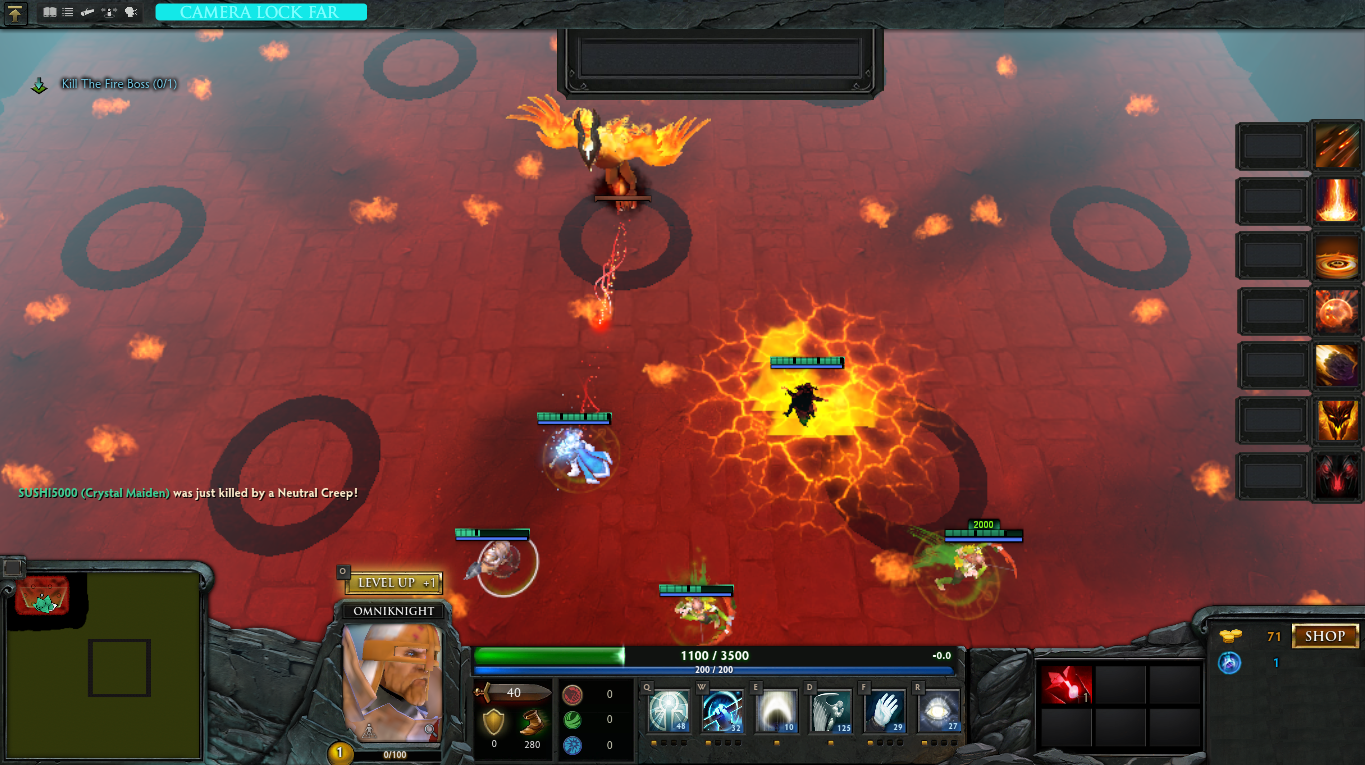 CAMERA LOCK FAR
Kill The Fire Boss (0/1)
SUSHI5000 (Crystal Maiden) was just killed by a Neutral Creep!
2000
O
LEVEL UP +1
OMNIKNIGHT
1
0/100
1100 / 3500
-0.0
200 / 200
40
0
280
0
0
0
Q
48
W
32
E
10
D
125
F
29
R
27
1
71
SHOP
1